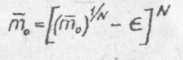 m̅₀ = [(m̅₀)^{1/N} - ϵ]^N